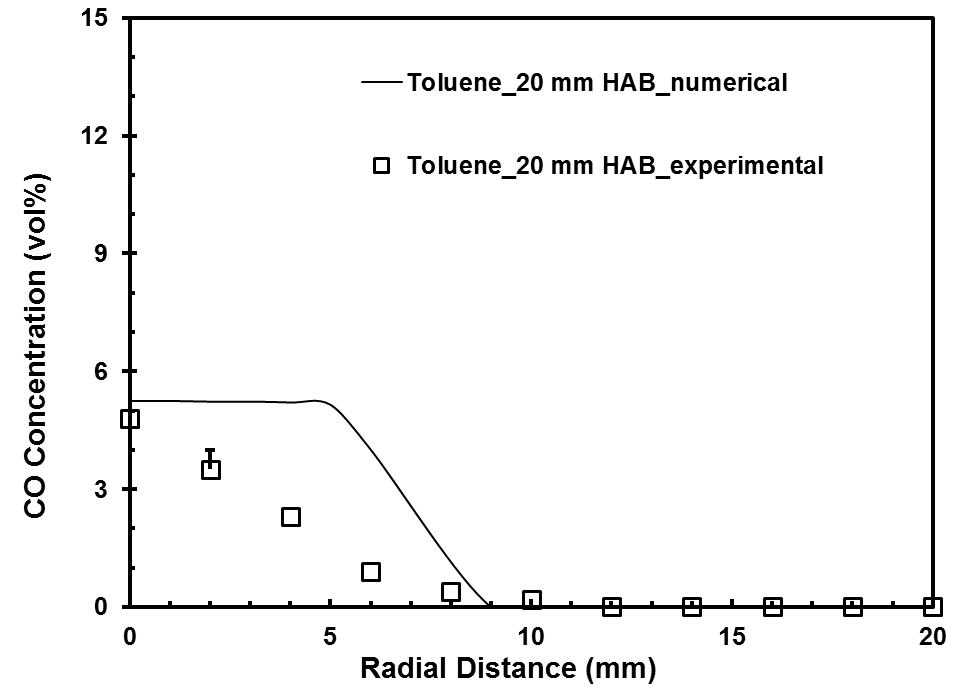 15
12
9
6
3
0
CO Concentration (vol%)
Toluene_20 mm HAB_numerical
Toluene_20 mm HAB_experimental
0 5 10 15 20
Radial Distance (mm)